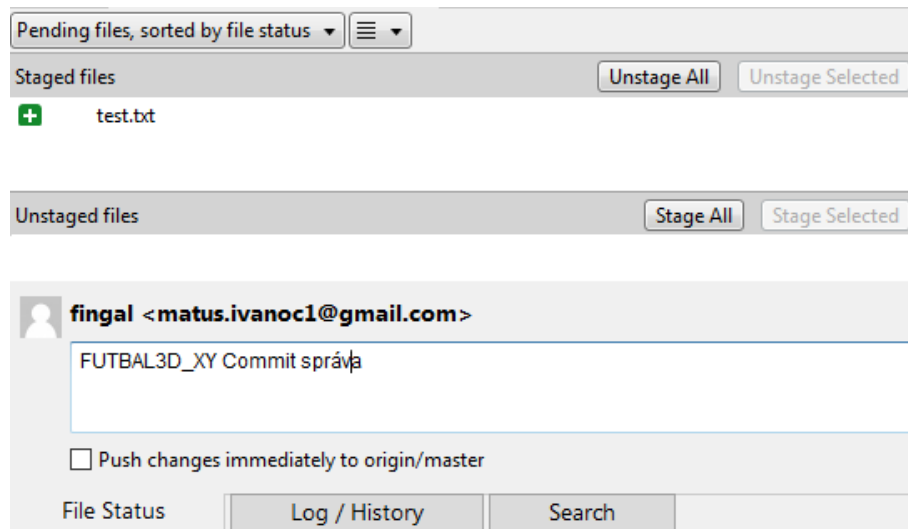 Pending files, sorted by file status
Staged files Unstage All Unstage Selected
test.txt
Unstaged files Stage All Stage Selected
fingal <matus.ivanoc1@gmail.com>
FUTBAL3D_XY Commit správa
Push changes immediately to origin/master
File Status Log / History Search